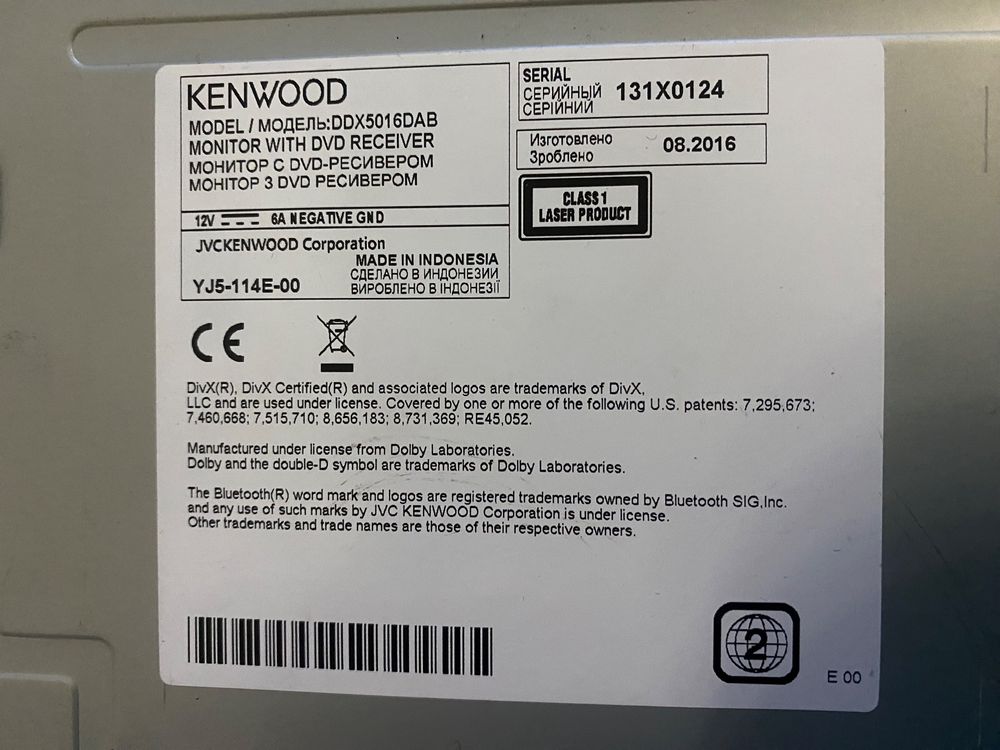 KENWOOD
MODEL / МОДЕЛЬ:DDX5016DAB
MONITOR WITH DVD RECEIVER
МОНИТОР С DVD-РЕСИВЕРОМ
МОНІТОР З DVD РЕСИВЕРОМ
12V 6A NEGATIVE GND
JVCKENWOOD Corporation
MADE IN INDONESIA
СДЕЛАНО В ИНДОНЕЗИИ
YJ5-114E-00 ВИРОБЛЕНО В ІНДОНЕЗІЇ
SERIAL
СЕРИЙНЫЙ 131X0124
СЕРІЙНИЙ
Изготовлено 08.2016
Зроблено
CLASS 1
LASER PRODUCT
CE
DivX(R), DivX Certified(R) and associated logos are trademarks of DivX,
LLC and are used under license. Covered by one or more of the following U.S. patents: 7,295,673;
7,460,668; 7,515,710; 8,656,183; 8,731,369; RE45,052.
Manufactured under license from Dolby Laboratories.
Dolby and the double-D symbol are trademarks of Dolby Laboratories.
The Bluetooth(R) word mark and logos are registered trademarks owned by Bluetooth SIG,Inc.
and any use of such marks by JVC KENWOOD Corporation is under license.
Other trademarks and trade names are those of their respective owners.
2
E 00